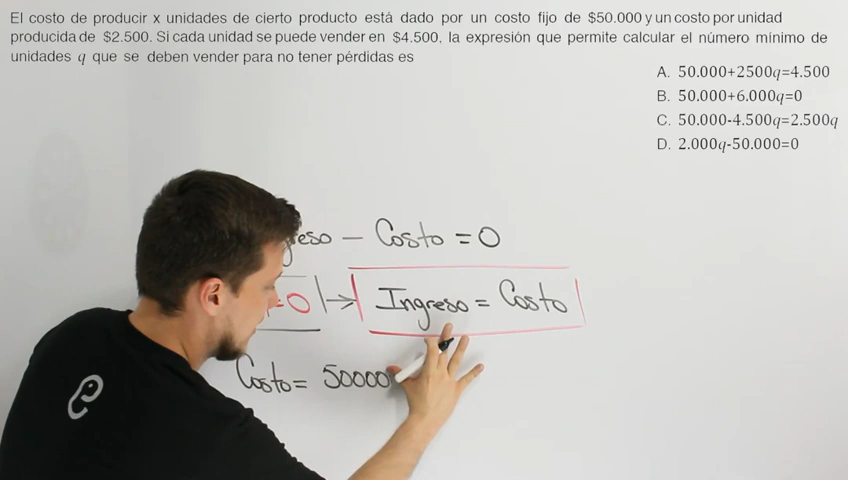 El costo de producir x unidades de cierto producto está dado por un costo fijo de $50.000 y un costo por unidad
producida de $2.500. Si cada unidad se puede vender en $4.500, la expresión que permite calcular el número mínimo de
unidades q que se deben vender para no tener pérdidas es
A. 50.000+2500q=4.500
B. 50.000+6.000q=0
C. 50.000-4.500q=2.500q
D. 2.000q-50.000=0
- Costo = 0
=0 → Ingreso = Costo
Costo= 50000